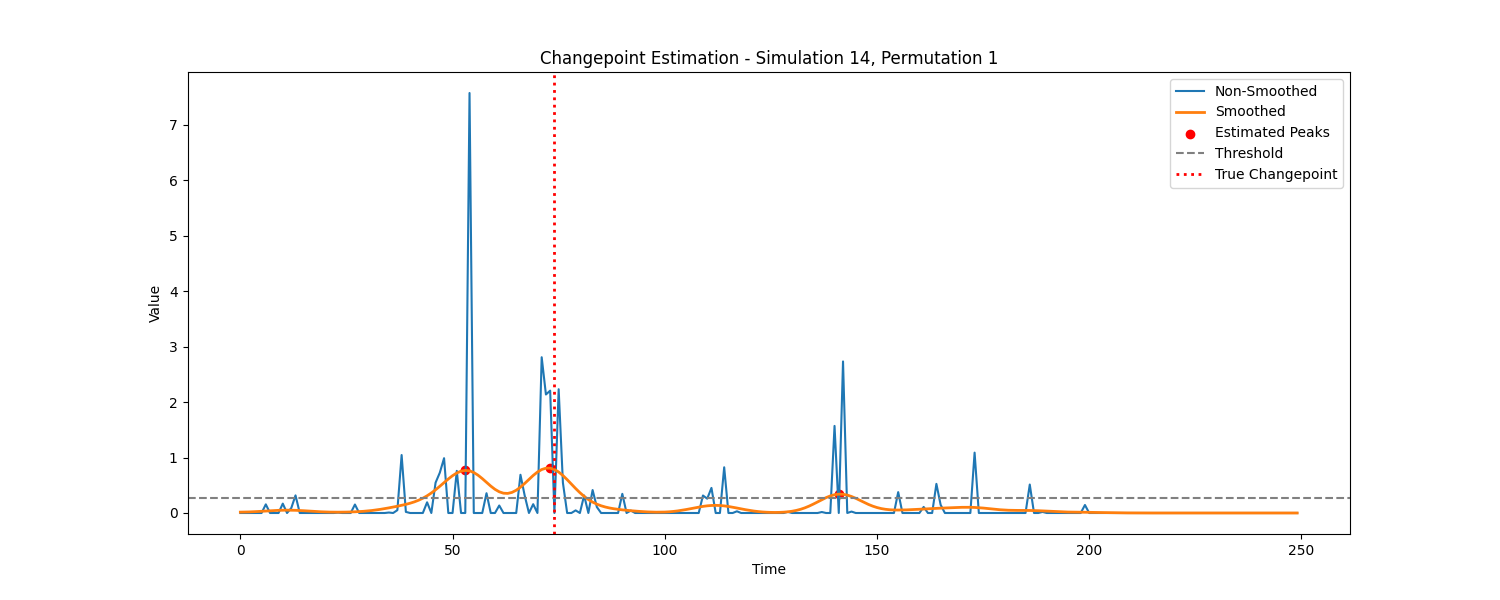 Changepoint Estimation - Simulation 14, Permutation 1
Non-Smoothed
Smoothed
Estimated Peaks
Threshold
True Changepoint
Value
7
6
5
4
3
2
1
0
0 50 100 150 200 250
Time